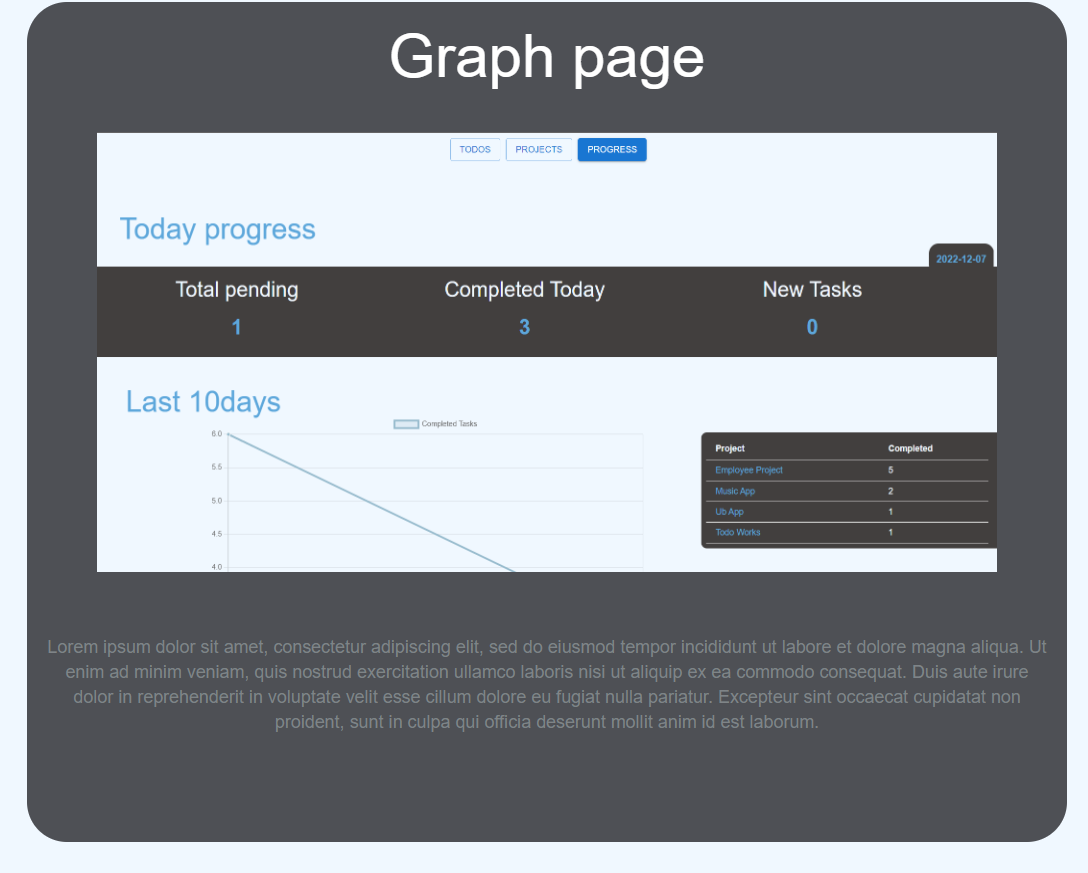 Graph page
TODOS PROJECTS PROGRESS
Today progress
2022-12-07
Total pending Completed Today New Tasks
1 3 0
Last 10days
Completed Tasks
6.0
5.5
5.0
4.5
4.0
Project Completed
Employee Project 5
Music App 2
Ub App 1
Todo Works 1
Lorem ipsum dolor sit amet, consectetur adipiscing elit, sed do eiusmod tempor incididunt ut labore et dolore magna aliqua. Ut
enim ad minim veniam, quis nostrud exercitation ullamco laboris nisi ut aliquip ex ea commodo consequat. Duis aute irure
dolor in reprehenderit in voluptate velit esse cillum dolore eu fugiat nulla pariatur. Excepteur sint occaecat cupidatat non
proident, sunt in culpa qui officia deserunt mollit anim id est laborum.